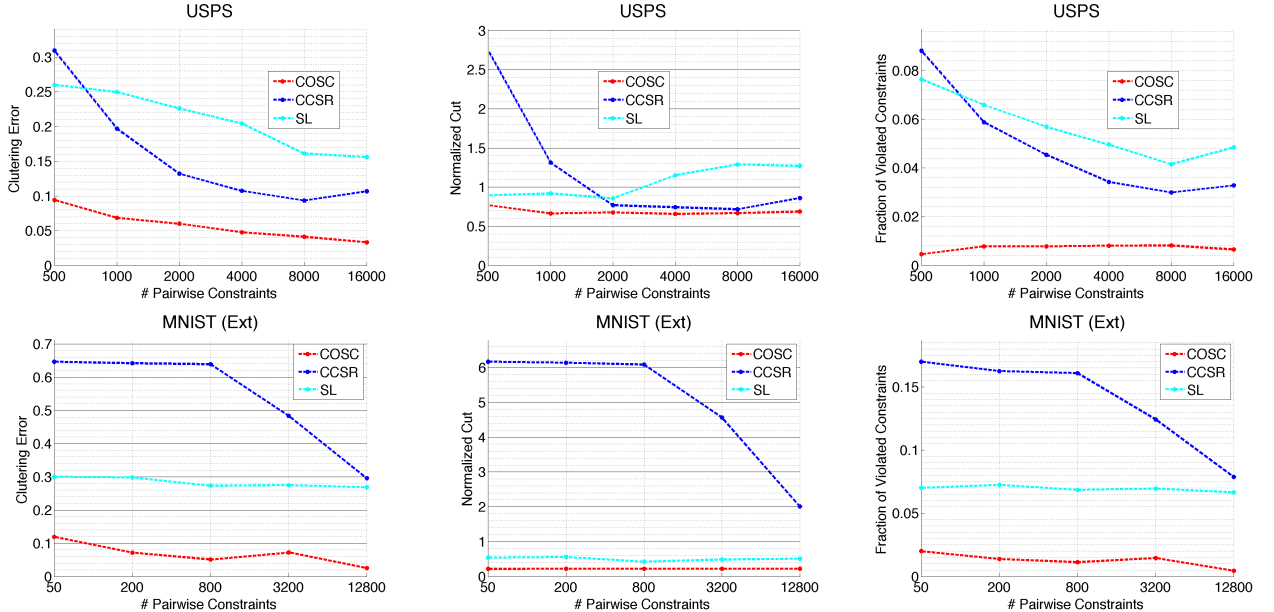 USPS
Clutering Error
0.3
0.25
0.2
0.15
0.1
0.05
0
COSC
CCSR
SL
500 1000 2000 4000 8000 16000
# Pairwise Constraints
USPS
Normalized Cut
3
2.5
2
1.5
1
0.5
0
COSC
CCSR
SL
500 1000 2000 4000 8000 16000
# Pairwise Constraints
USPS
Fraction of Violated Constraints
0.08
0.06
0.04
0.02
0
COSC
CCSR
SL
500 1000 2000 4000 8000 16000
# Pairwise Constraints
MNIST (Ext)
Clutering Error
0.7
0.6
0.5
0.4
0.3
0.2
0.1
0
COSC
CCSR
SL
50 200 800 3200 12800
# Pairwise Constraints
MNIST (Ext)
Normalized Cut
6
5
4
3
2
1
0
COSC
CCSR
SL
50 200 800 3200 12800
# Pairwise Constraints
MNIST (Ext)
Fraction of Violated Constraints
0.15
0.1
0.05
0
COSC
CCSR
SL
50 200 800 3200 12800
# Pairwise Constraints